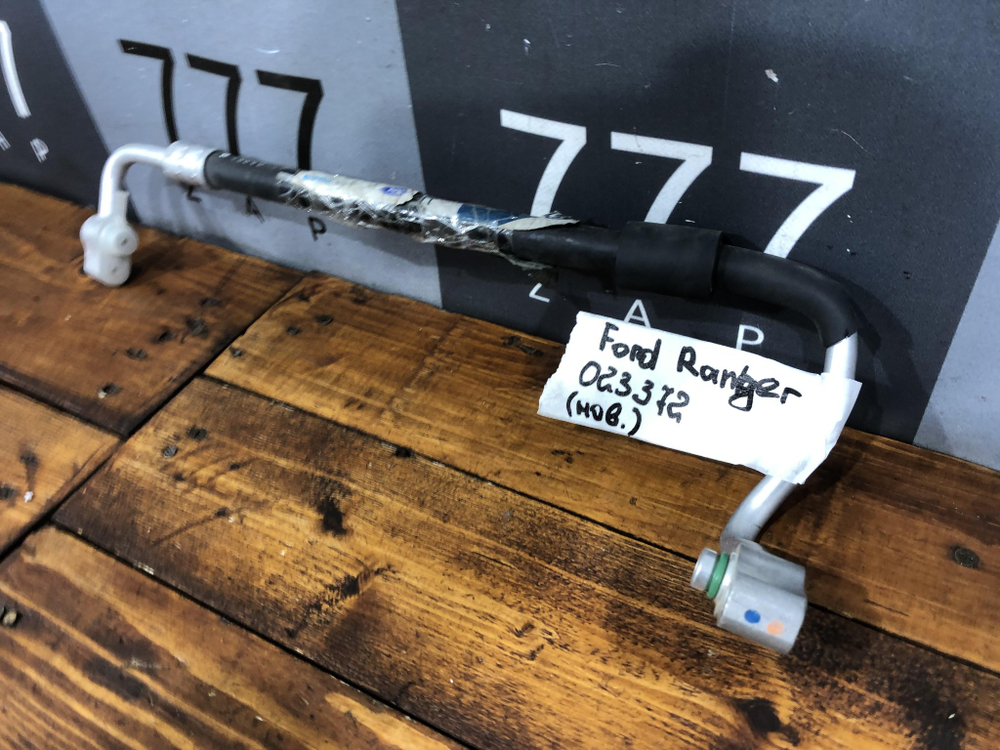 777
Z A P
777
Z A P
Ford Ranger
023372
(нов.)